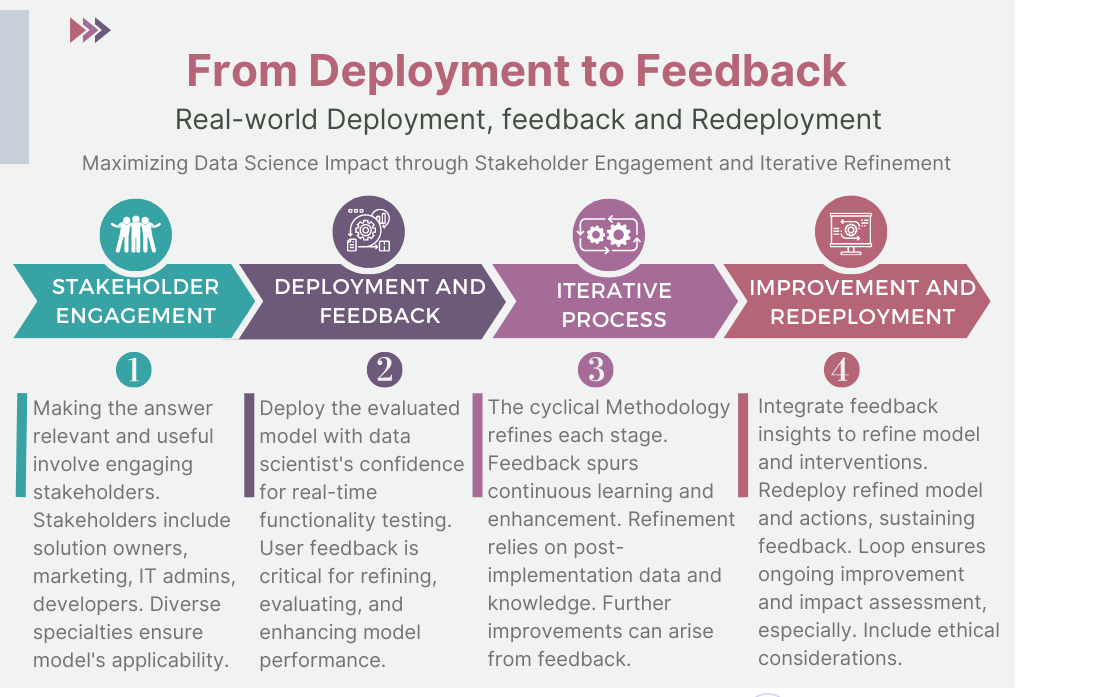 From Deployment to Feedback
Real-world Deployment, feedback and Redeployment
Maximizing Data Science Impact through Stakeholder Engagement and Iterative Refinement
STAKEHOLDER
ENGAGEMENT
DEPLOYMENT AND
FEEDBACK
ITERATIVE
PROCESS
IMPROVEMENT AND
REDEPLOYMENT
1
Making the answer
relevant and useful
involve engaging
stakeholders.
Stakeholders include
solution owners,
marketing, IT admins,
developers. Diverse
specialties ensure
model's applicability.
2
Deploy the evaluated
model with data
scientist's confidence
for real-time
functionality testing.
User feedback is
critical for refining,
evaluating, and
enhancing model
performance.
3
The cyclical Methodology
refines each stage.
Feedback spurs
continuous learning and
enhancement. Refinement
relies on post-
implementation data and
knowledge. Further
improvements can arise
from feedback.
4
Integrate feedback
insights to refine model
and interventions.
Redeploy refined model
and actions, sustaining
feedback. Loop ensures
ongoing improvement
and impact assessment,
especially. Include ethical
considerations.